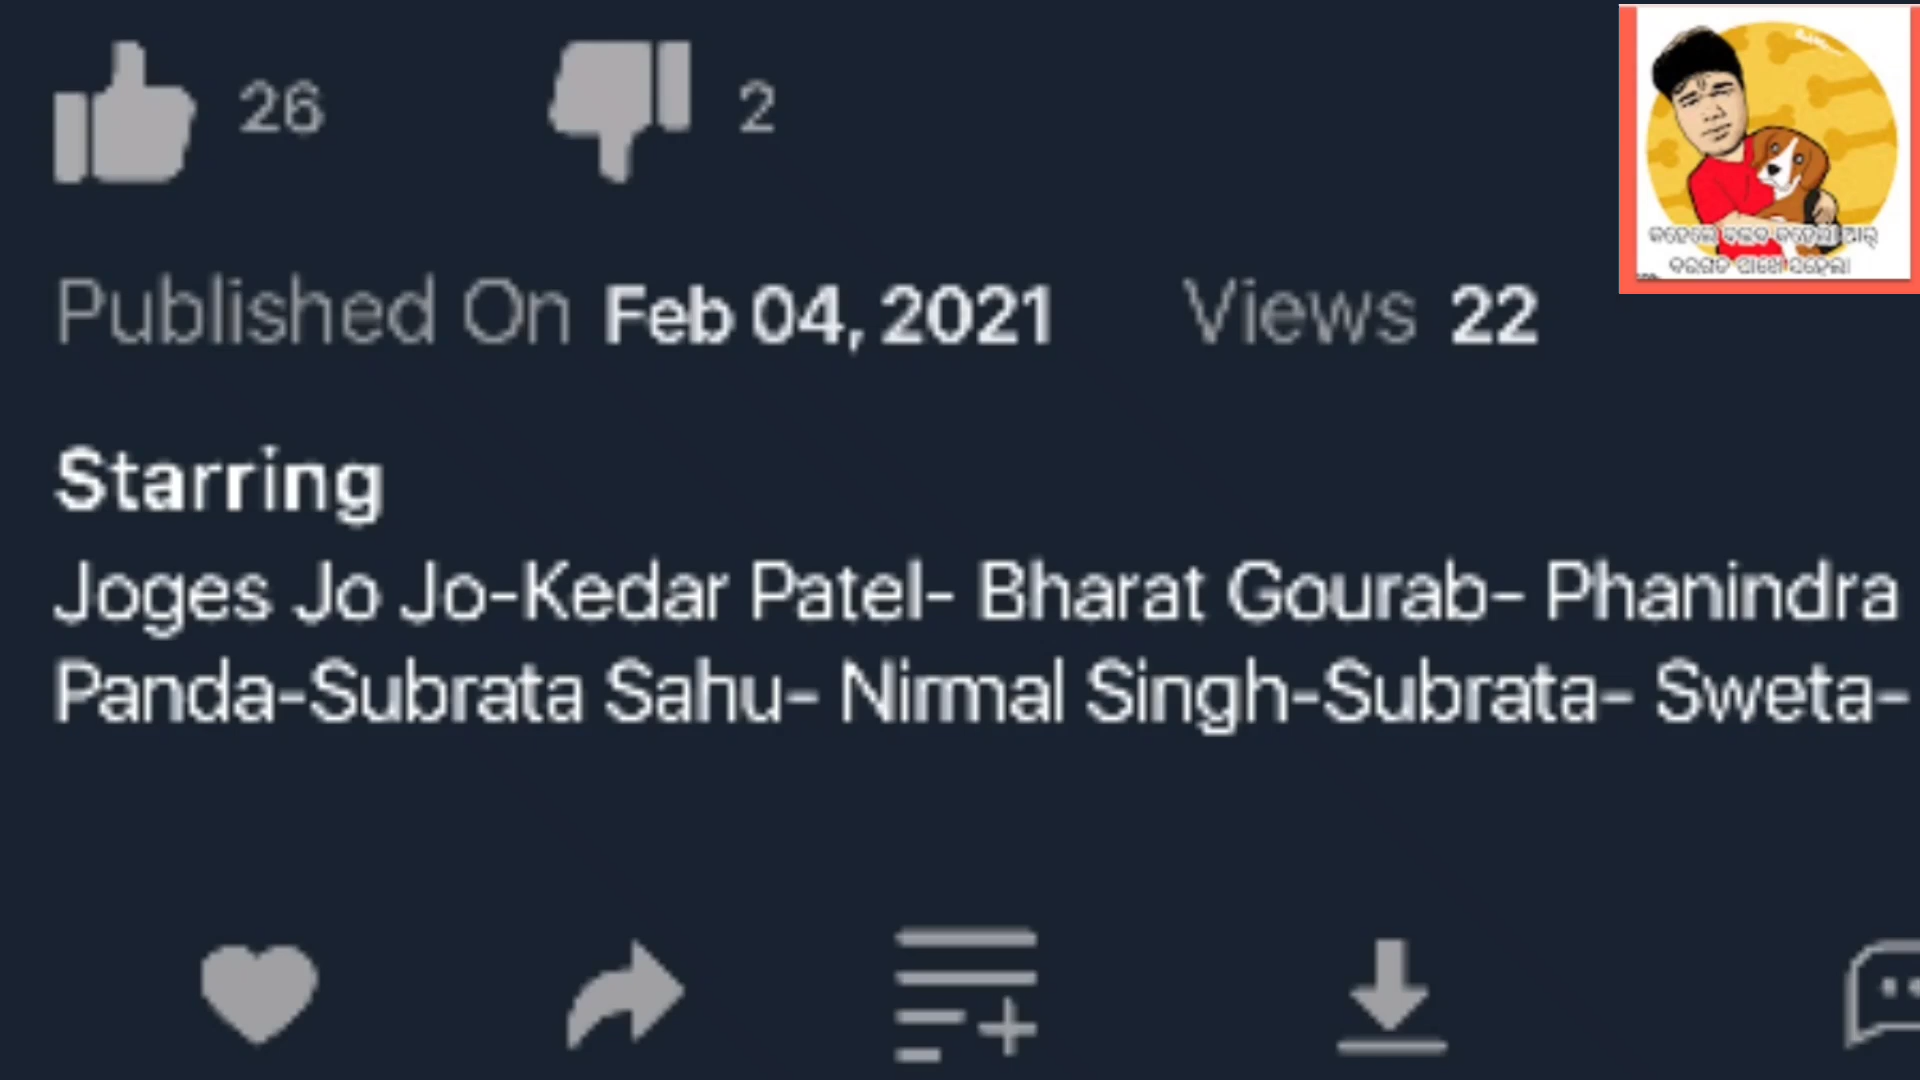 26 2
Published On Feb 04, 2021 Views 22
Starring
Joges Jo Jo-Kedar Patel- Bharat Gourab- Phanindra
Panda-Subrata Sahu- Nirmal Singh-Subrata- Sweta-